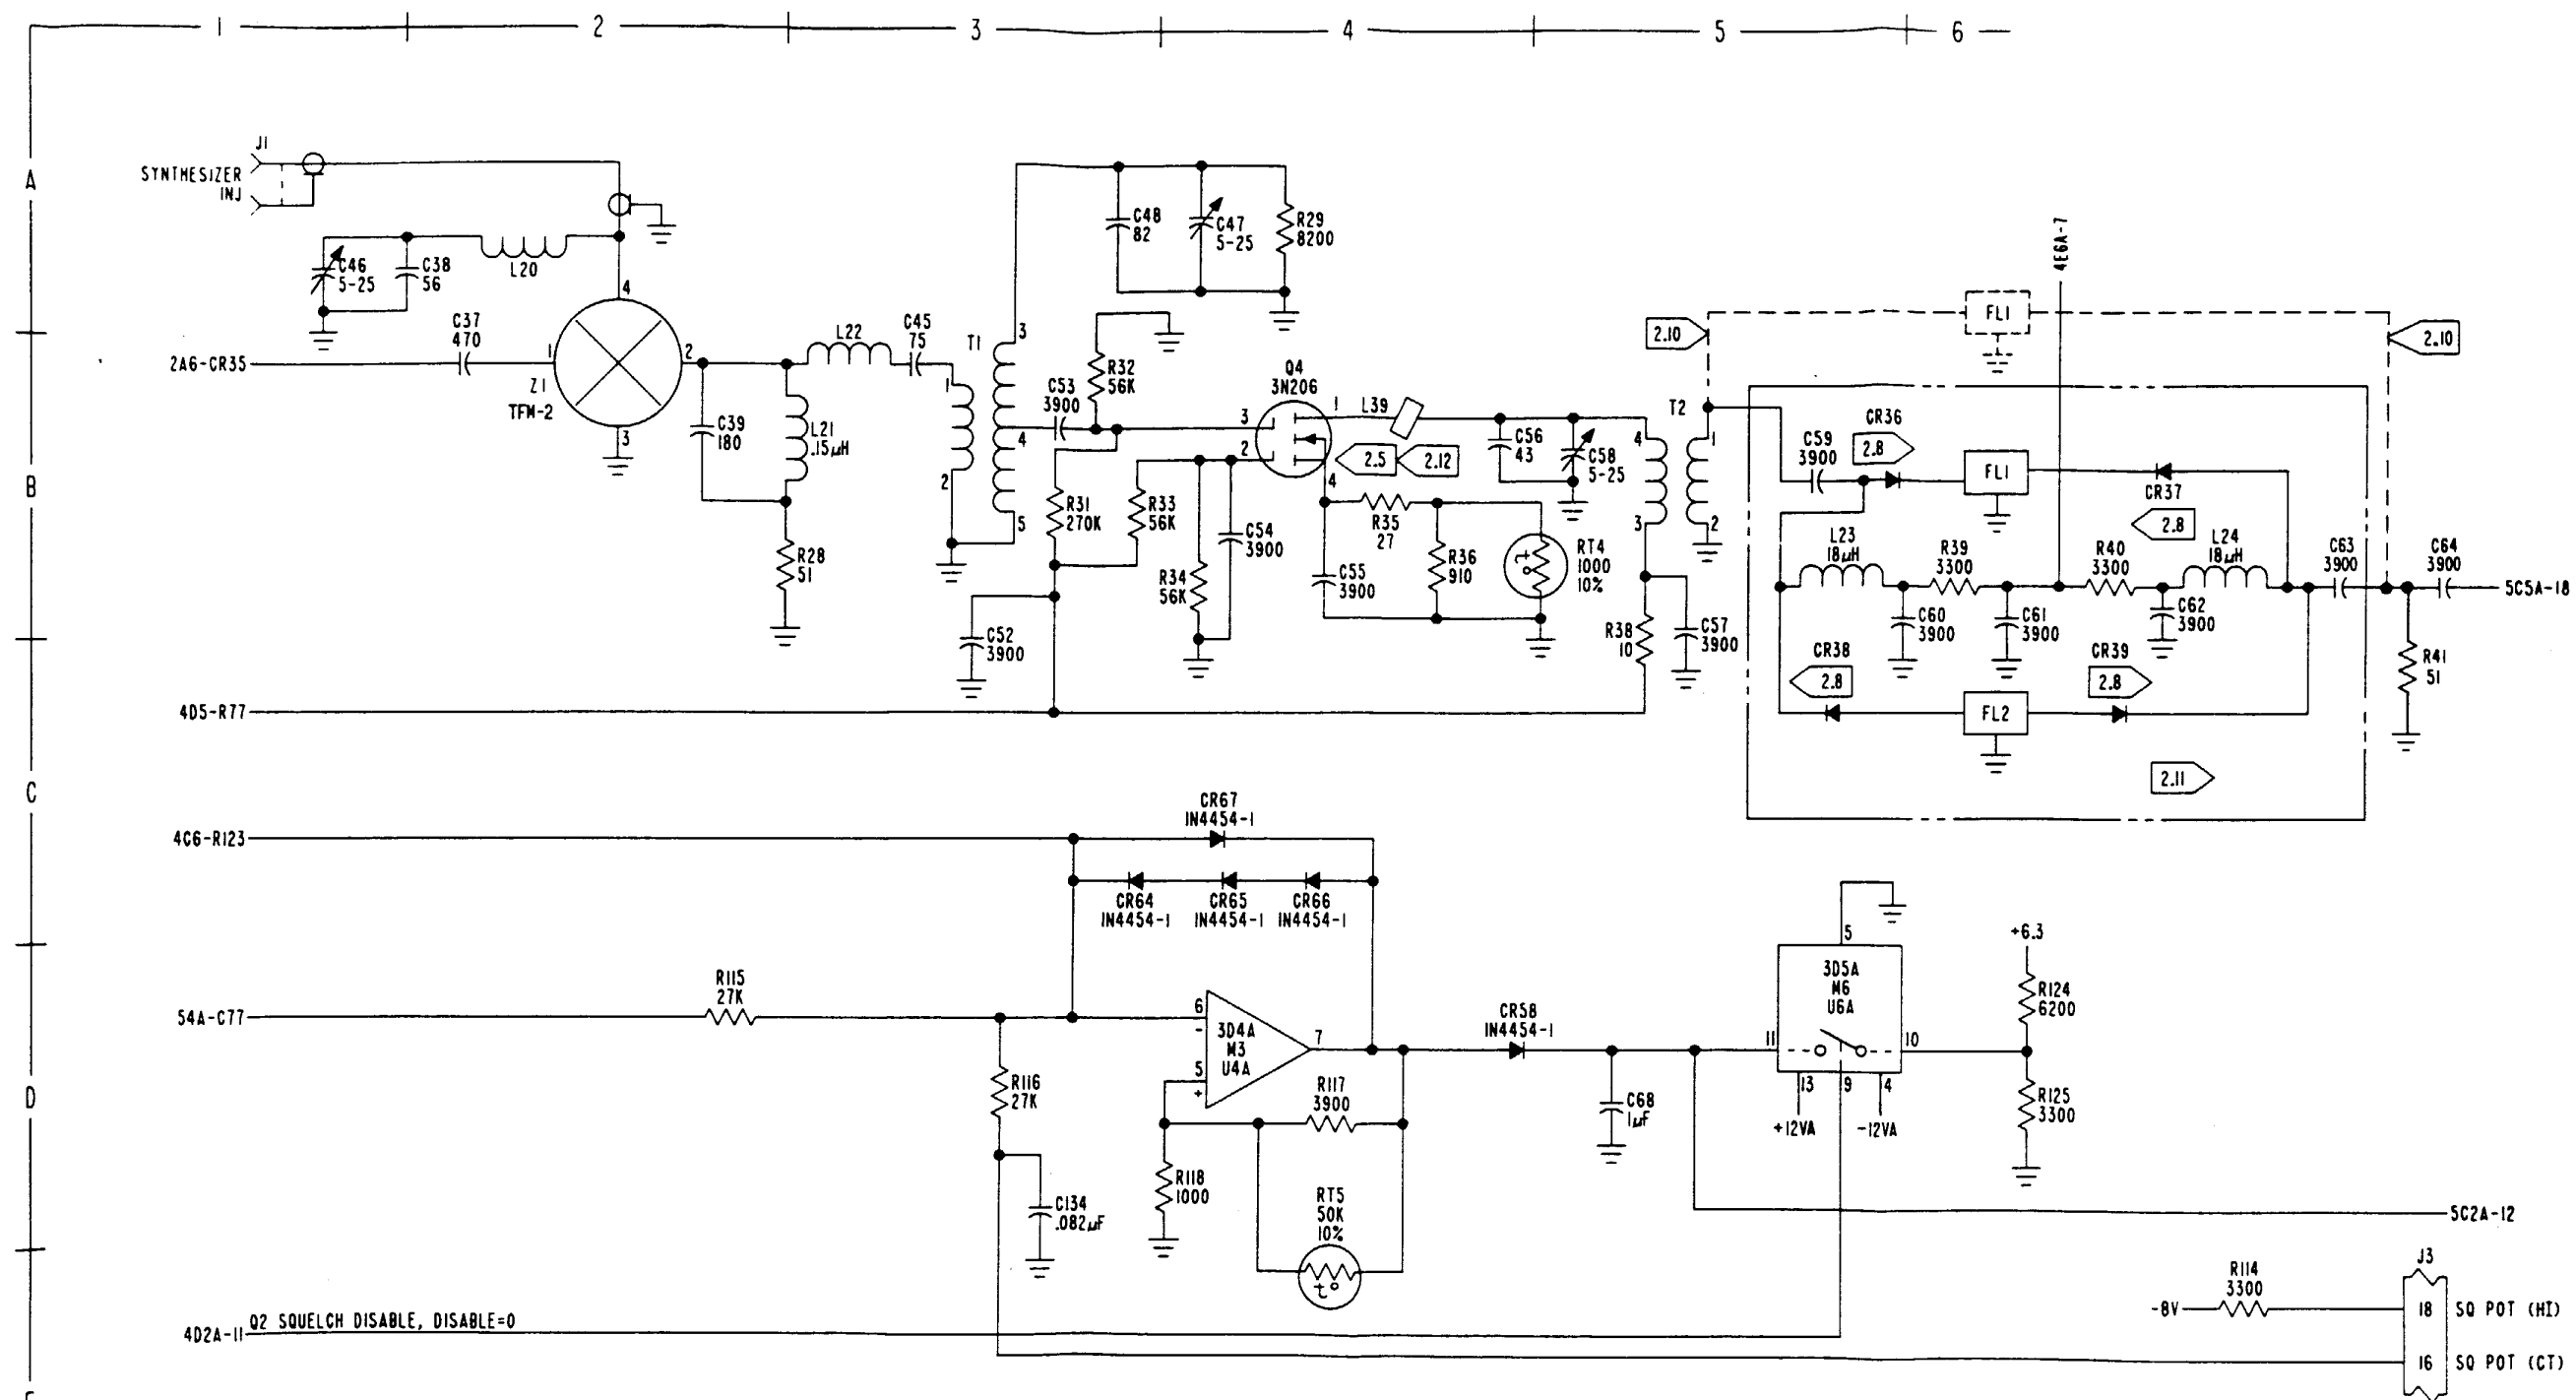 1 2 3 4 5 6
A
B
C
D
J1
SYNTHESIZER
INJ
C46
5-25
C38
56
L20
4
C37
470
2A6-CR35
1
2
3
Z1
TFM-2
C39
180
L21
.15µH
R28
51
L22
C45
75
T1
1
2
3
4
5
C48
82
C47
5-25
R29
8200
R32
56K
C53
3900
R31
270K
R33
56K
R34
56K
C54
3900
C52
3900
Q4
3N206
3
2
1
4
L39
2.5
2.12
R35
27
C55
3900
R36
910
RT4
1000
10%
C56
43
C58
5-25
T2
4
3
1
2
R38
10
C57
3900
4D5-R77
4E6A-7
FL1
2.10
2.10
C59
3900
CR36
2.8
FL1
CR37
2.8
L23
18µH
R39
3300
R40
3300
L24
18µH
C60
3900
C61
3900
C62
3900
C63
3900
C64
3900
5C5A-18
CR38
2.8
CR39
2.8
FL2
2.11
R41
51
4C6-R123
CR67
IN4454-1
CR64
IN4454-1
CR65
IN4454-1
CR66
IN4454-1
54A-C77
R115
27K
R116
27K
C134
.082µF
6
-
5
+
7
3D4A
M3
U4A
R117
3900
R118
1000
RT5
50K
10%
CR58
IN4454-1
C68
1µF
5
3D5A
M6
U6A
11
10
13
9
4
+12VA
-12VA
+6.3
R124
6200
R125
3300
5C2A-12
4D2A-11
Q2 SQUELCH DISABLE, DISABLE=0
-8V
R114
3300
J3
18 SQ POT (HI)
16 SQ POT (CT)